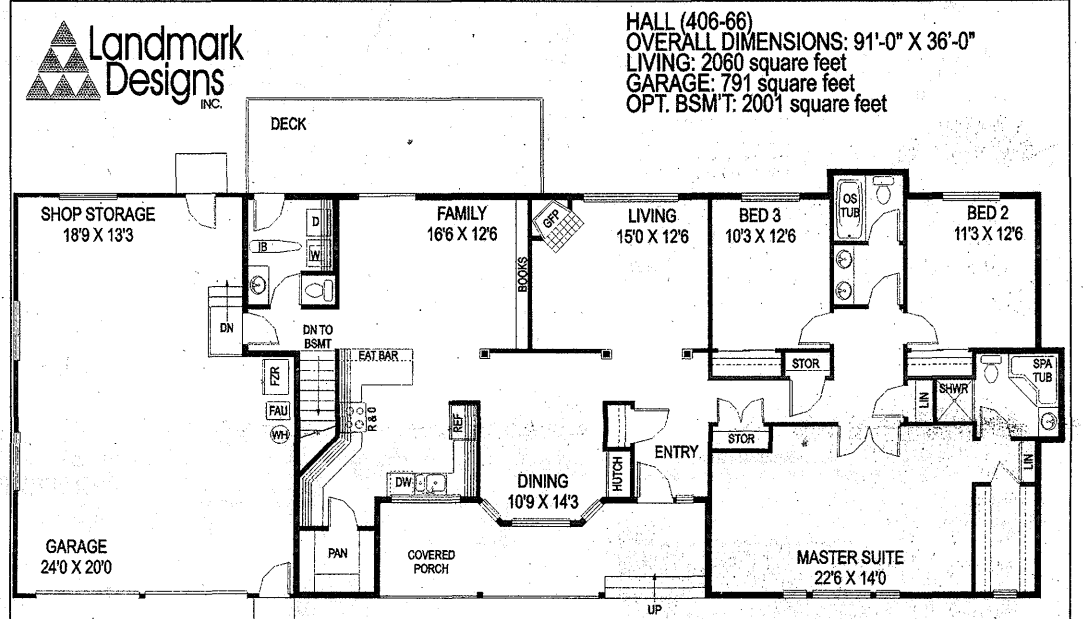 Landmark
Designs
INC.
HALL (406-66)
OVERALL DIMENSIONS: 91'-0" X 36'-0"
LIVING: 2060 square feet
GARAGE: 791 square feet
OPT. BSM'T: 2001 square feet
DECK
SHOP STORAGE
18'9 X 13'3
D
W
IB
FAMILY
16'6 X 12'6
BOOKS
GFP
LIVING
15'0 X 12'6
BED 3
10'3 X 12'6
OS
TUB
BED 2
11'3 X 12'6
DN
DN TO
BSMT
EAT BAR
FZR
FAU
WH
R & O
REF
DW
STOR
STOR
LIN
SHWR
SPA
TUB
LIN
ENTRY
HUTCH
DINING
10'9 X 14'3
GARAGE
24'0 X 20'0
PAN
COVERED
PORCH
UP
MASTER SUITE
22'6 X 14'0